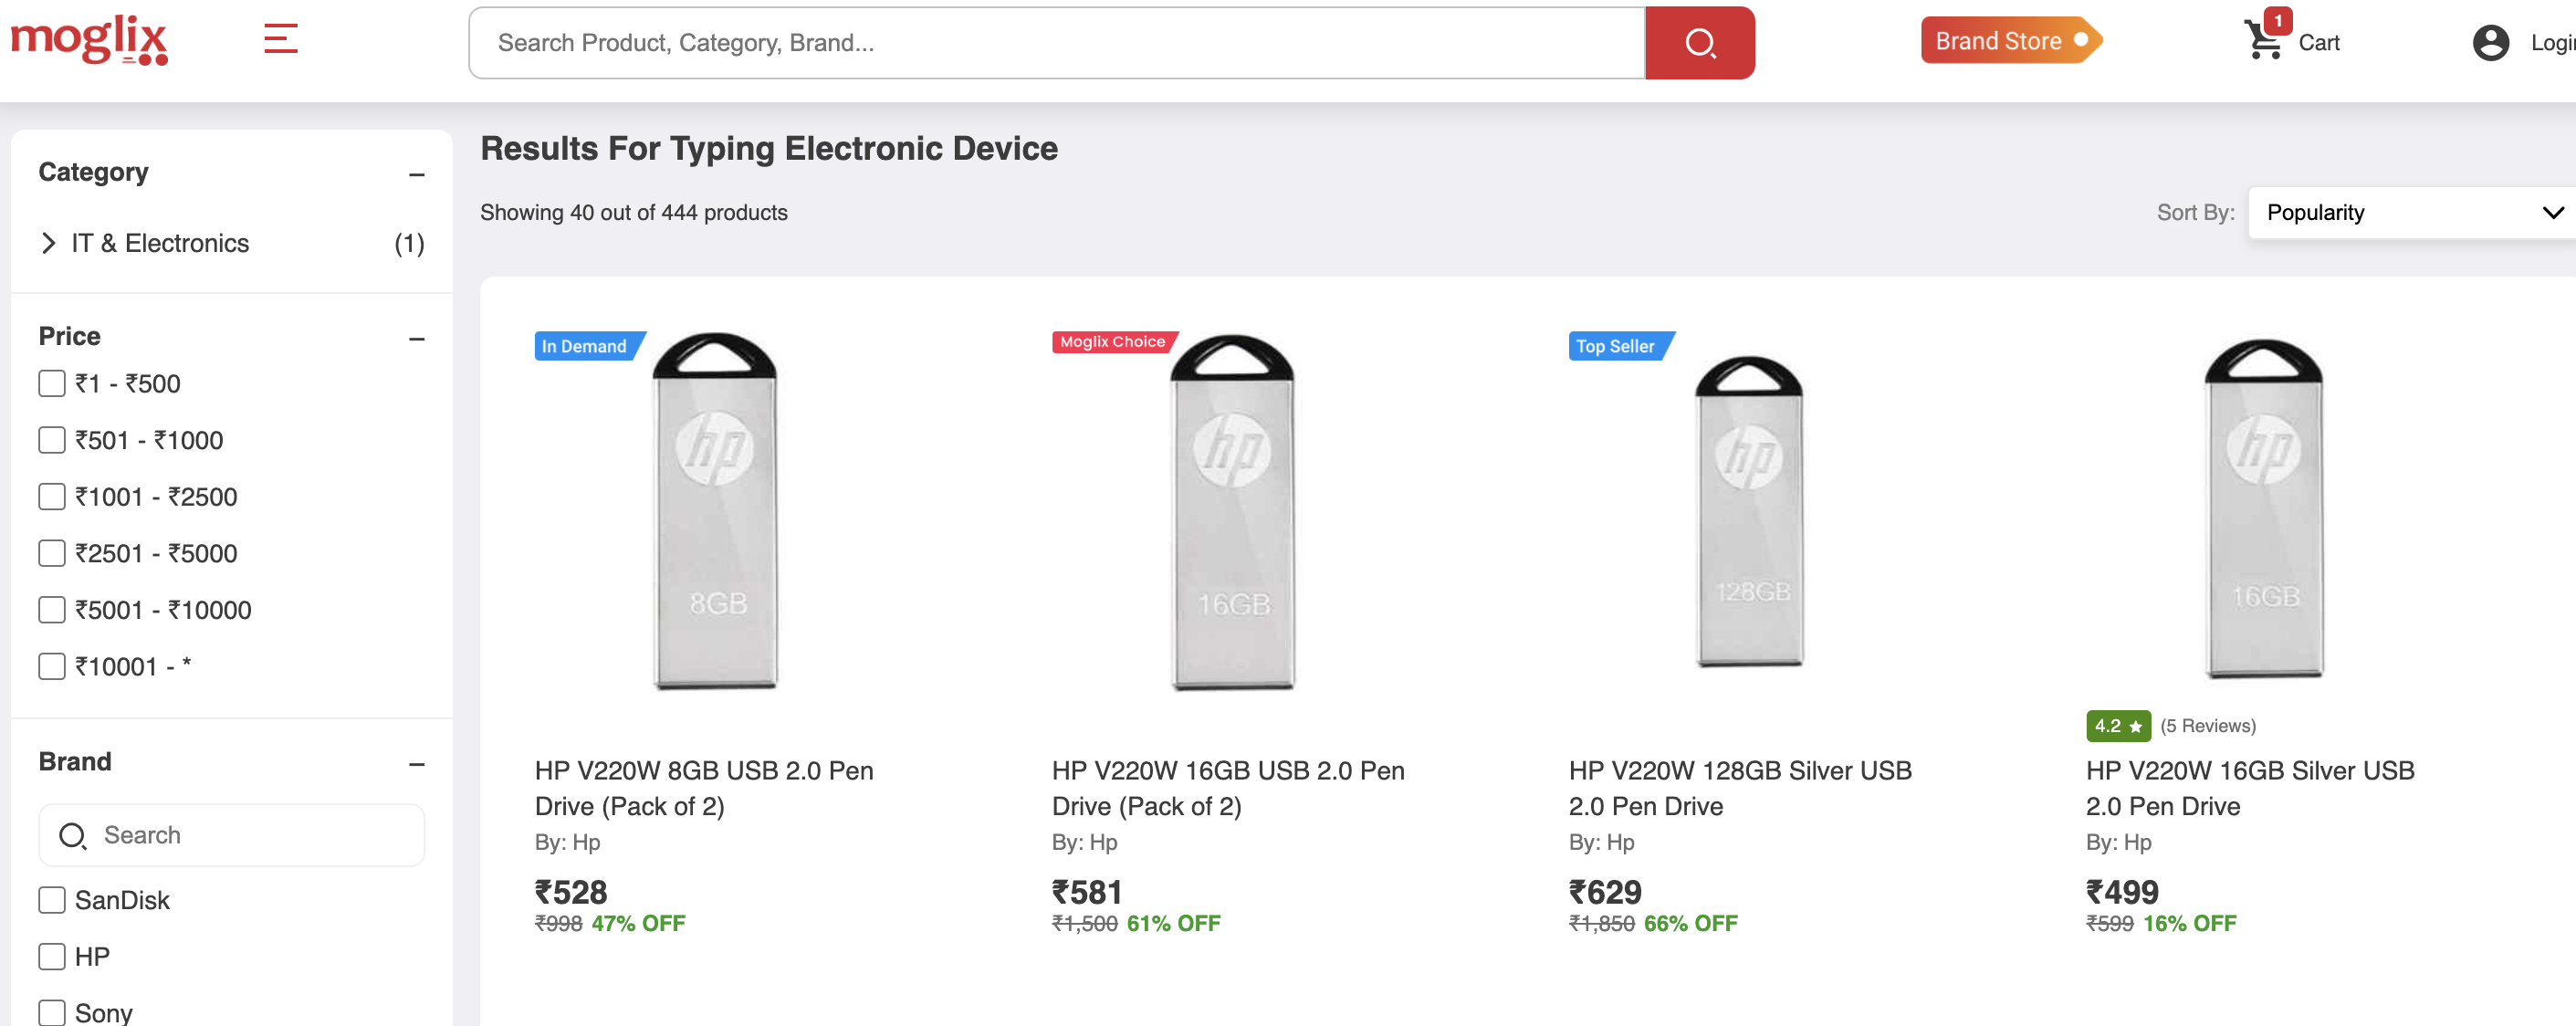 moglix
Search Product, Category, Brand...
Brand Store
1
Cart
Category
IT & Electronics (1)
Price
₹1 - ₹500
₹501 - ₹1000
₹1001 - ₹2500
₹2501 - ₹5000
₹5001 - ₹10000
₹10001 - *
Brand
Search
SanDisk
HP
Sony
Results For Typing Electronic Device
Showing 40 out of 444 products
Sort By: Popularity
In Demand
hp
8GB
HP V220W 8GB USB 2.0 Pen
Drive (Pack of 2)
By: Hp
₹528
₹998 47% OFF
Moglix Choice
hp
16GB
HP V220W 16GB USB 2.0 Pen
Drive (Pack of 2)
By: Hp
₹581
₹1,500 61% OFF
Top Seller
hp
128GB
HP V220W 128GB Silver USB
2.0 Pen Drive
By: Hp
₹629
₹1,850 66% OFF
hp
16GB
4.2 ★ (5 Reviews)
HP V220W 16GB Silver USB
2.0 Pen Drive
By: Hp
₹499
₹599 16% OFF